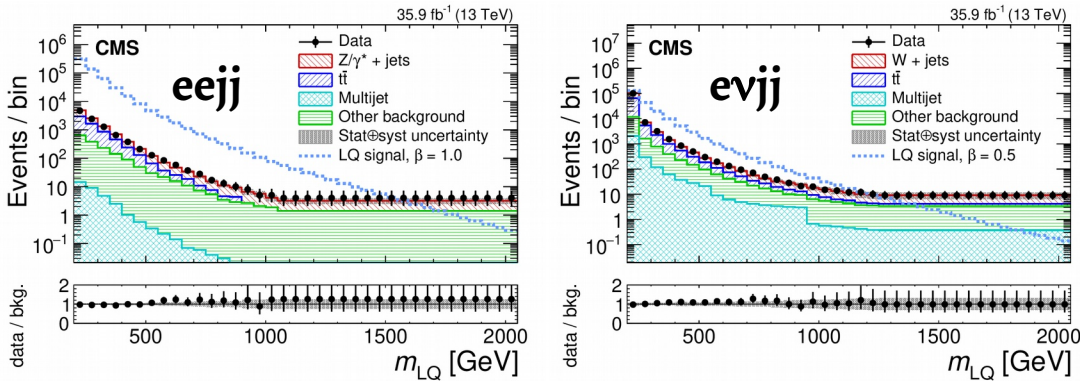 35.9 fb⁻¹ (13 TeV)
CMS
eejj
Data
Z/γ* + jets
tt̄
Multijet
Other background
Stat⊕syst uncertainty
LQ signal, β = 1.0
Events / bin
10⁶
10⁵
10⁴
10³
10²
10
1
10⁻¹
data / bkg.
2
1
0
500
1000
1500
2000
m_LQ [GeV]
35.9 fb⁻¹ (13 TeV)
CMS
eνjj
Data
W + jets
tt̄
Multijet
Other background
Stat⊕syst uncertainty
LQ signal, β = 0.5
Events / bin
10⁷
10⁶
10⁵
10⁴
10³
10²
10
1
10⁻¹
data / bkg.
2
1
0
500
1000
1500
2000
m_LQ [GeV]